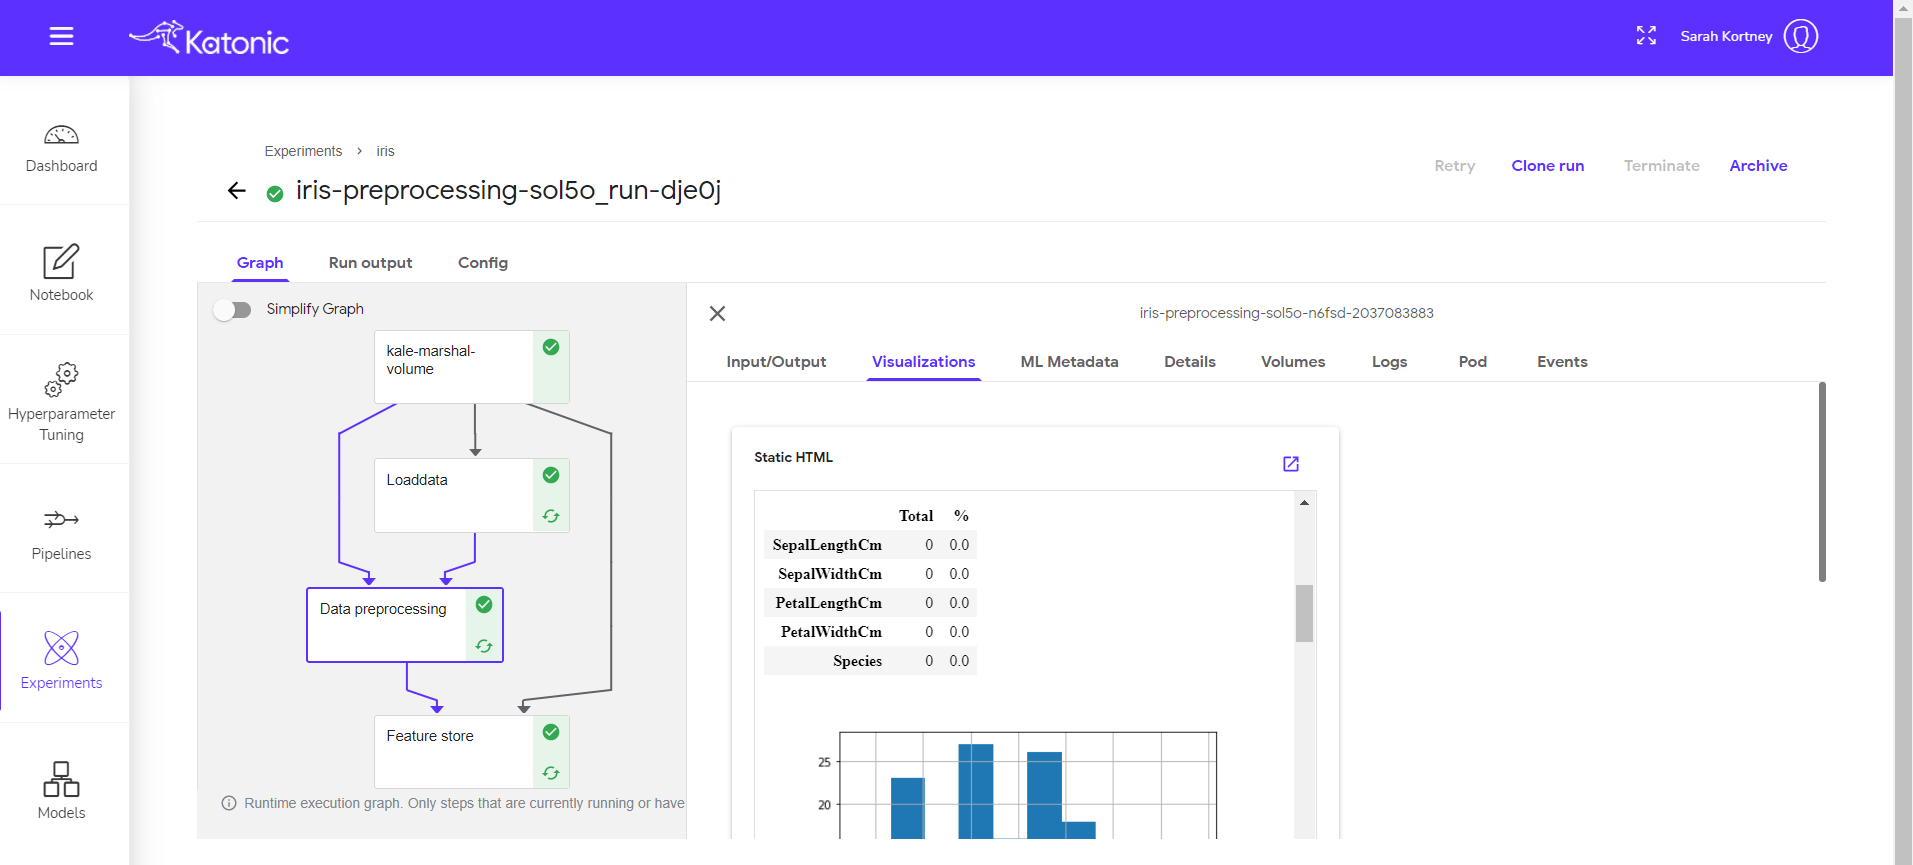 Katonic
Sarah Kortney
Dashboard
Notebook
Hyperparameter
Tuning
Pipelines
Experiments
Models
Experiments > iris
iris-preprocessing-sol5o_run-dje0j
Retry Clone run Terminate Archive
Graph Run output Config
Simplify Graph
kale-marshal-
volume
Loaddata
Data preprocessing
Feature store
Runtime execution graph. Only steps that are currently running or have
iris-preprocessing-sol5o-n6fsd-2037083883
Input/Output Visualizations ML Metadata Details Volumes Logs Pod Events
Static HTML
Total %
SepalLengthCm 0 0.0
SepalWidthCm 0 0.0
PetalLengthCm 0 0.0
PetalWidthCm 0 0.0
Species 0 0.0
25
20